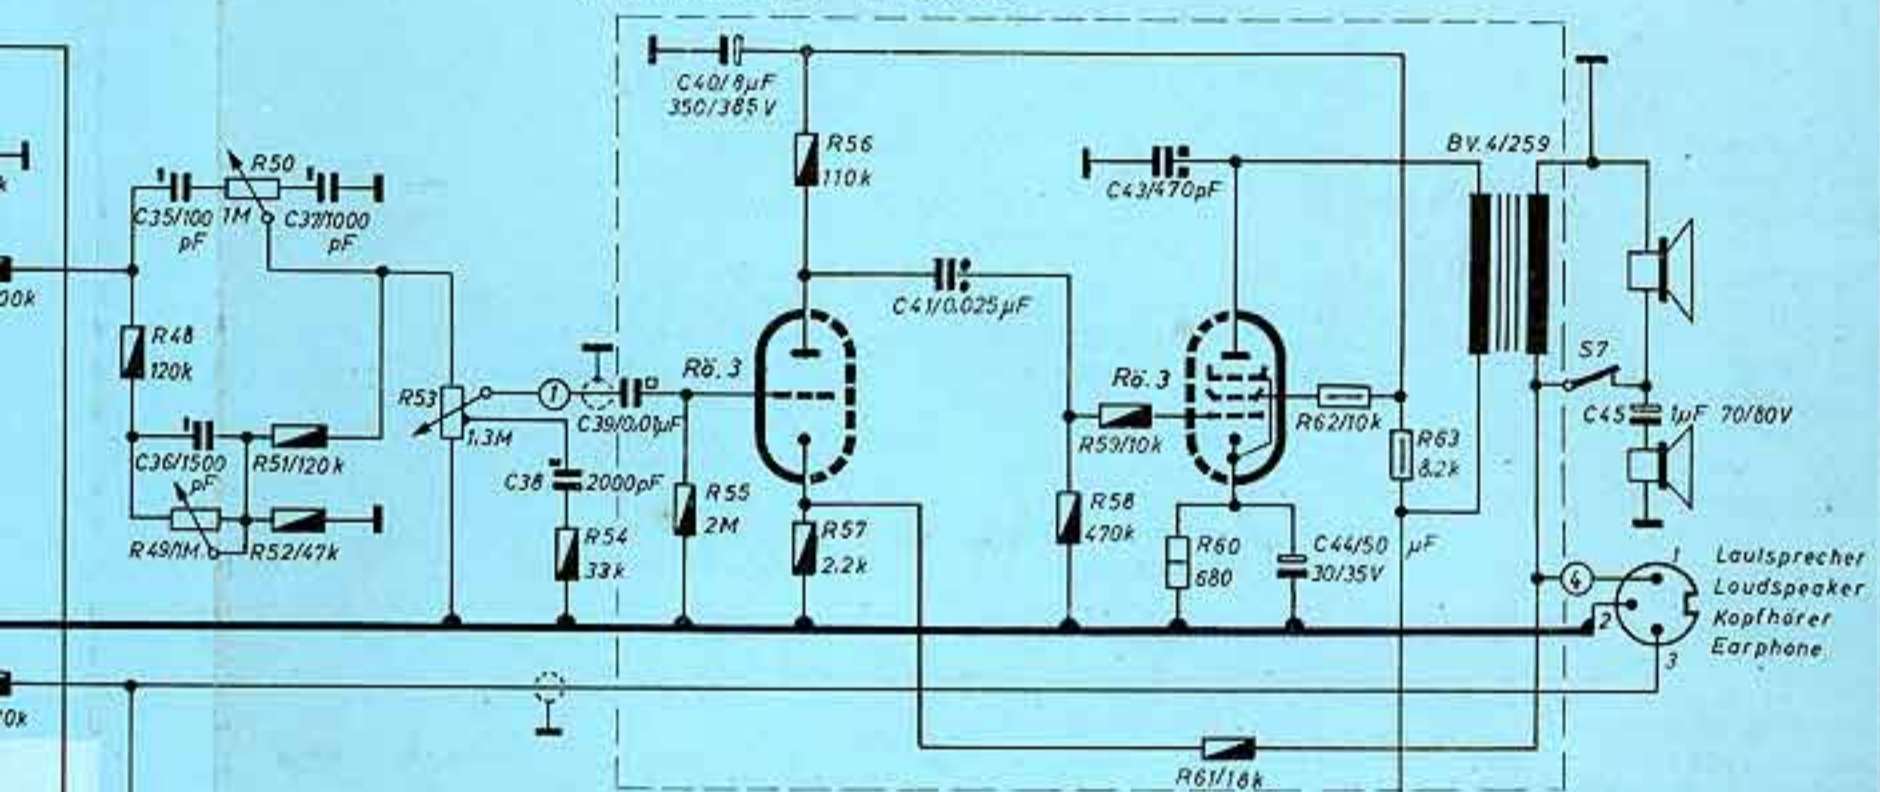 C40/8µF
350/385V
R56
110k
BV.4/259
C43/470pF
R50
C35/100
pF
1M
C37/1000
pF
00k
C41/0.025µF
R48
120k
S7
Rö.3
Rö.3
R53
1.3M
1
C39/0.01µF
C45
1µF 70/80V
R62/10k
R59/10k
R63
8.2k
C36/1500
pF
R51/120k
C38
2000pF
R55
2M
R58
470k
R57
2.2k
R54
33k
R49/1M
R52/47k
R60
680
C44/50 µF
30/35V
4
1
2
3
Lautsprecher
Loudspeaker
Kopfhörer
Earphone
0k
R61/18k